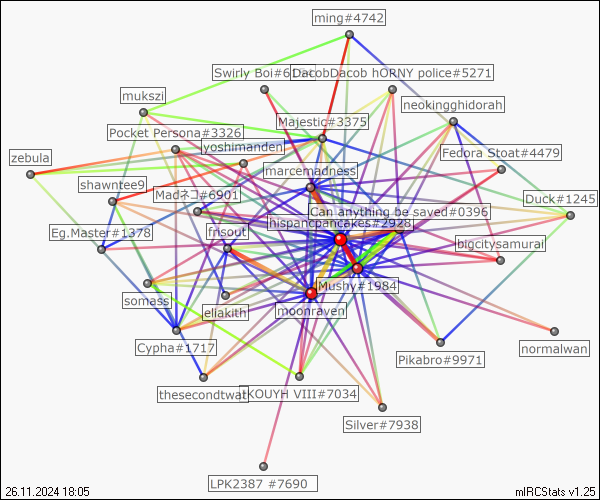 ming#4742
Swirly Boi#6
DacobDacob hORNY police#5271
mukszi
neokingghidorah
Majestic#3375
Pocket Persona#3326
yoshimanden
Fedora Stoat#4479
zebula
marcemadness
shawntee9
Madネコ#6901
Duck#1245
Can anything be saved#0396
hispancpancakes#2928
Eg.Master#1378
fnsout
bigcitysamurai
Mushy#1984
somass
eliakith
moonraven
Cypha#1717
normalwan
Pikabro#9971
thesecondtwat
KOUYH VIII#7034
Silver#7938
LPK2387 #7690
26.11.2024 18:05
mIRCStats v1.25